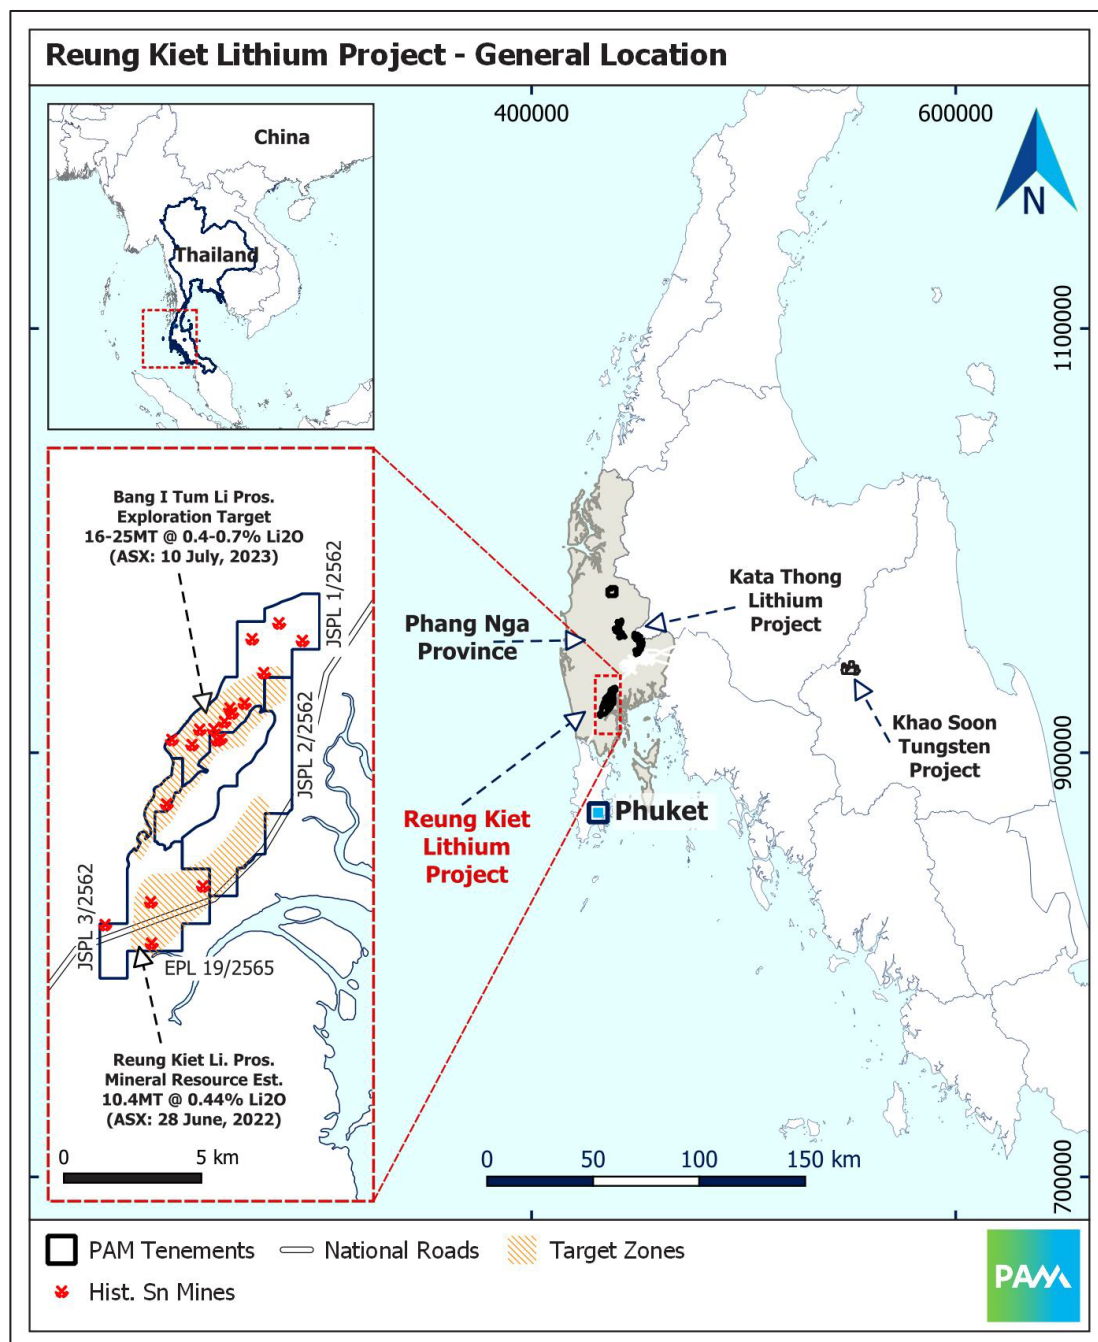 Reung Kiet Lithium Project - General Location
400000
600000
China
Thailand
N
1100000
Bang I Tum Li Pros.
Exploration Target
16-25MT @ 0.4-0.7% Li2O
(ASX: 10 July, 2023)
JSPL 1/2562
JSPL 2/2562
JSPL 3/2562
EPL 19/2565
Reung Kiet Li. Pros.
Mineral Resource Est.
10.4MT @ 0.44% Li2O
(ASX: 28 June, 2022)
0 5 km
Kata Thong
Lithium
Project
Phang Nga
Province
Khao Soon
Tungsten
Project
900000
Reung Kiet
Lithium
Project
Phuket
0 50 100 150 km
700000
PAM Tenements
National Roads
Target Zones
Hist. Sn Mines
PAM